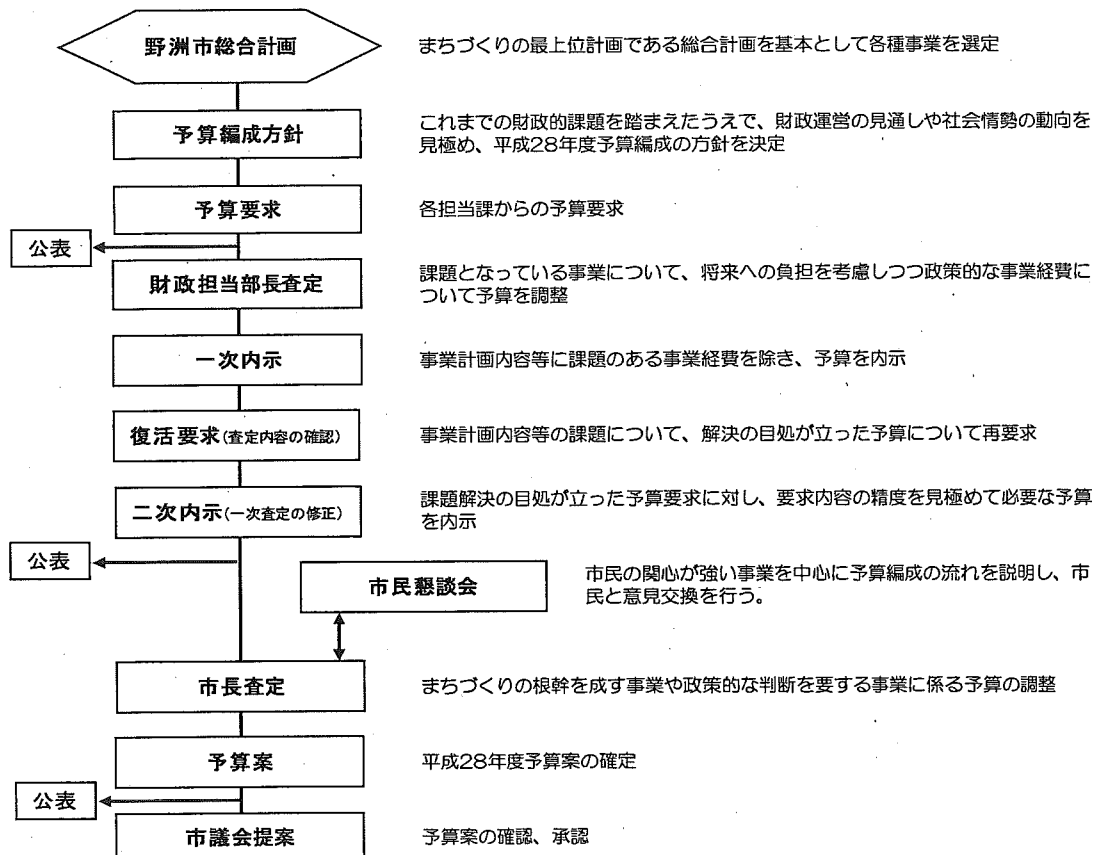 野洲市総合計画
まちづくりの最上位計画である総合計画を基本として各種事業を選定
予算編成方針
これまでの財政的課題を踏まえたうえで、財政運営の見通しや社会情勢の動向を
見極め、平成28年度予算編成の方針を決定
予算要求
各担当課からの予算要求
公表
財政担当部長査定
課題となっている事業について、将来への負担を考慮しつつ政策的な事業経費に
ついて予算を調整
一次内示
事業計画内容等に課題のある事業経費を除き、予算を内示
復活要求(査定内容の確認)
事業計画内容等の課題について、解決の目処が立った予算について再要求
二次内示(一次査定の修正)
課題解決の目処が立った予算要求に対し、要求内容の精度を見極めて必要な予算
を内示
公表
市民懇談会
市民の関心が強い事業を中心に予算編成の流れを説明し、市
民と意見交換を行う。
市長査定
まちづくりの根幹を成す事業や政策的な判断を要する事業に係る予算の調整
予算案
平成28年度予算案の確定
公表
市議会提案
予算案の確認、承認